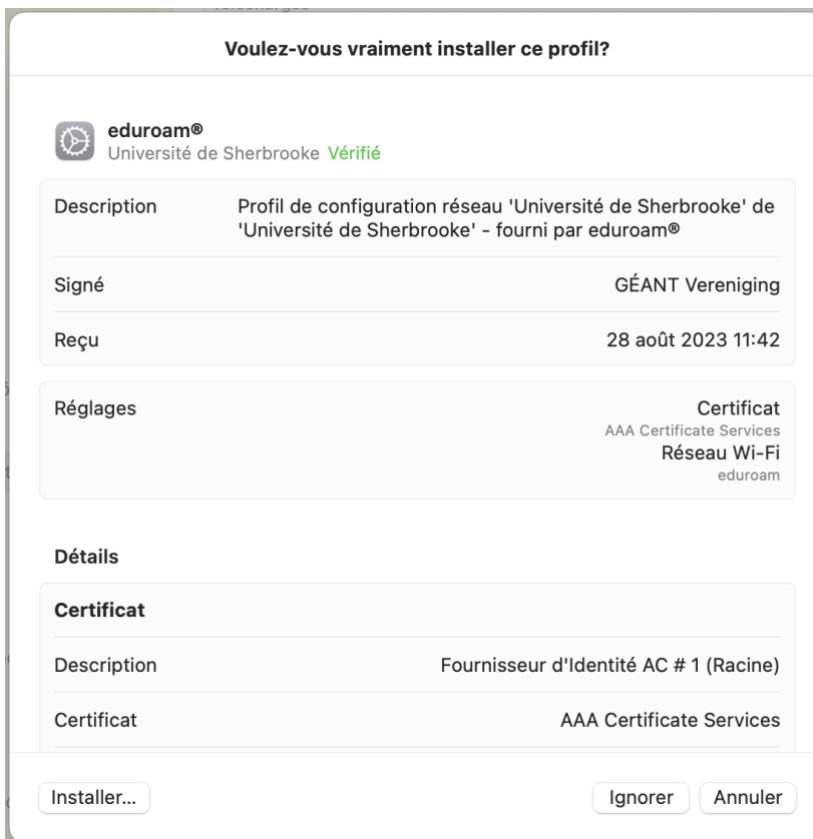 Voulez-vous vraiment installer ce profil?
eduroam®
Université de Sherbrooke Vérifié
Description Profil de configuration réseau 'Université de Sherbrooke' de
'Université de Sherbrooke' - fourni par eduroam®
Signé GÉANT Vereniging
Reçu 28 août 2023 11:42
Réglages Certificat
AAA Certificate Services
Réseau Wi-Fi
eduroam
Détails
Certificat
Description Fournisseur d'Identité AC # 1 (Racine)
Certificat AAA Certificate Services
Installer... Ignorer Annuler